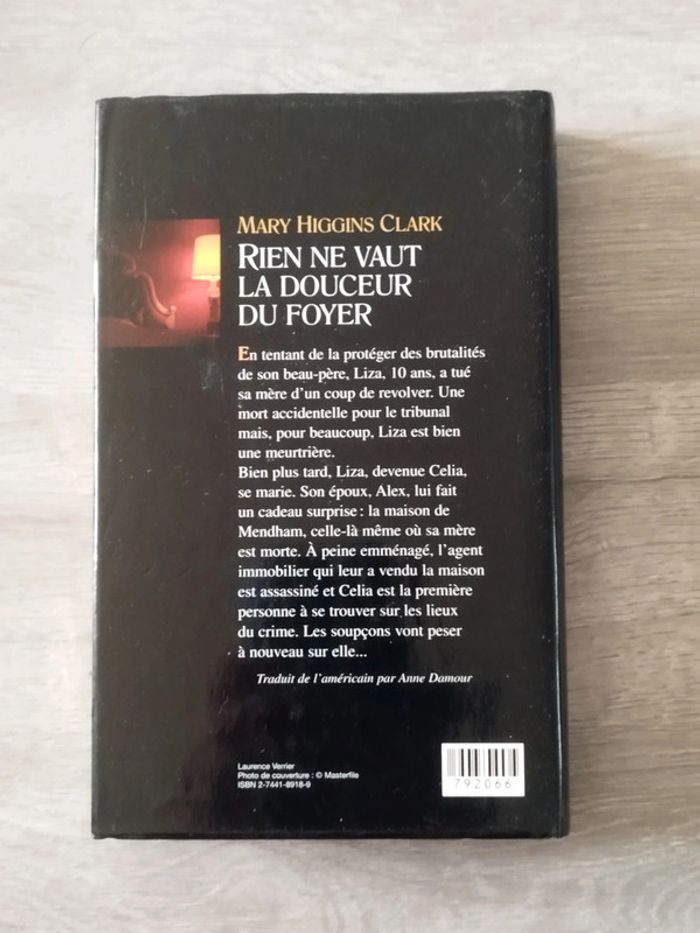 MARY HIGGINS CLARK
RIEN NE VAUT
LA DOUCEUR
DU FOYER
En tentant de la protéger des brutalités
de son beau-père, Liza, 10 ans, a tué
sa mère d'un coup de revolver. Une
mort accidentelle pour le tribunal
mais, pour beaucoup, Liza est bien
une meurtrière.
Bien plus tard, Liza, devenue Celia,
se marie. Son époux, Alex, lui fait
un cadeau surprise : la maison de
Mendham, celle-là même où sa mère
est morte. À peine emménagé, l'agent
immobilier qui leur a vendu la maison
est assassiné et Celia est la première
personne à se trouver sur les lieux
du crime. Les soupçons vont peser
à nouveau sur elle...
Traduit de l'américain par Anne Damour
Laurence Verrier
Photo de couverture : © Masterfile
ISBN 2-7441-8918-9
792066